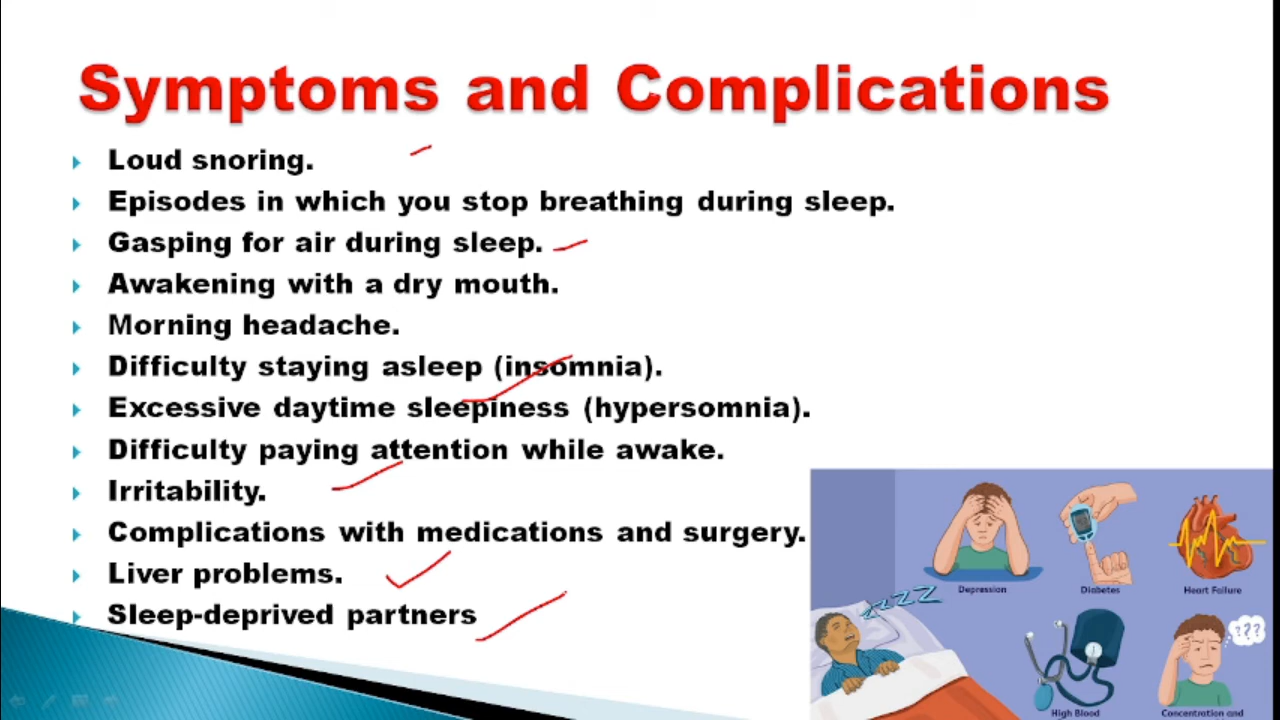 Symptoms and Complications
Loud snoring.
Episodes in which you stop breathing during sleep.
Gasping for air during sleep.
Awakening with a dry mouth.
Morning headache.
Difficulty staying asleep (insomnia).
Excessive daytime sleepiness (hypersomnia).
Difficulty paying attention while awake.
Irritability.
Complications with medications and surgery.
Liver problems.
Sleep-deprived partners
Depression
Diabetes
Heart Failure
zzzz
???
High Blood
Concentration and